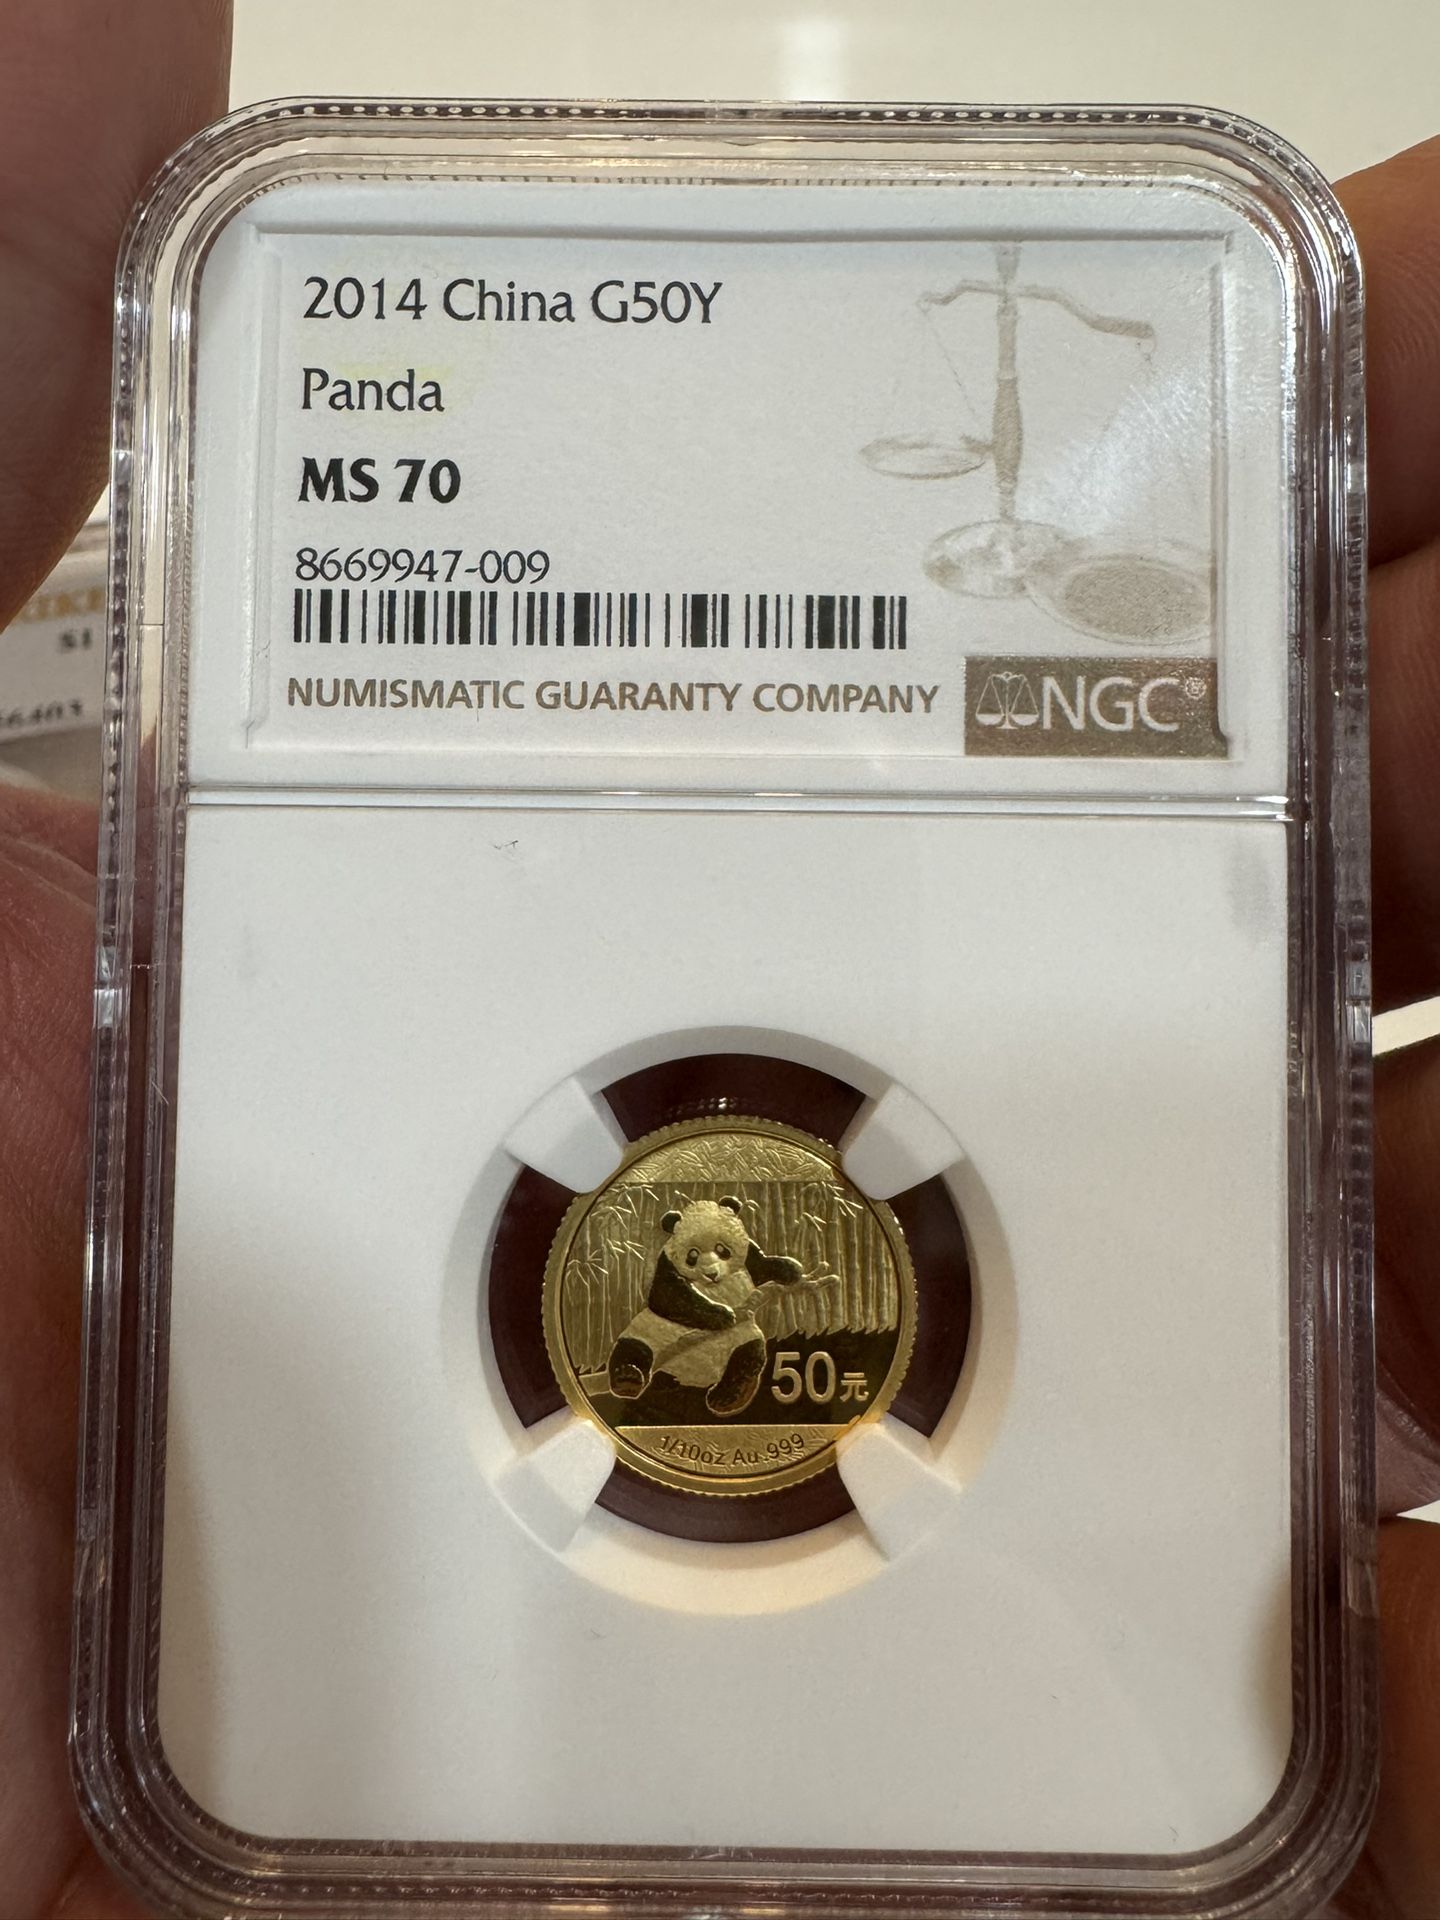 2014 China G50Y
Panda
MS 70
8669947-009
NUMISMATIC GUARANTY COMPANY
NGC®
50元
1/10oz Au .999